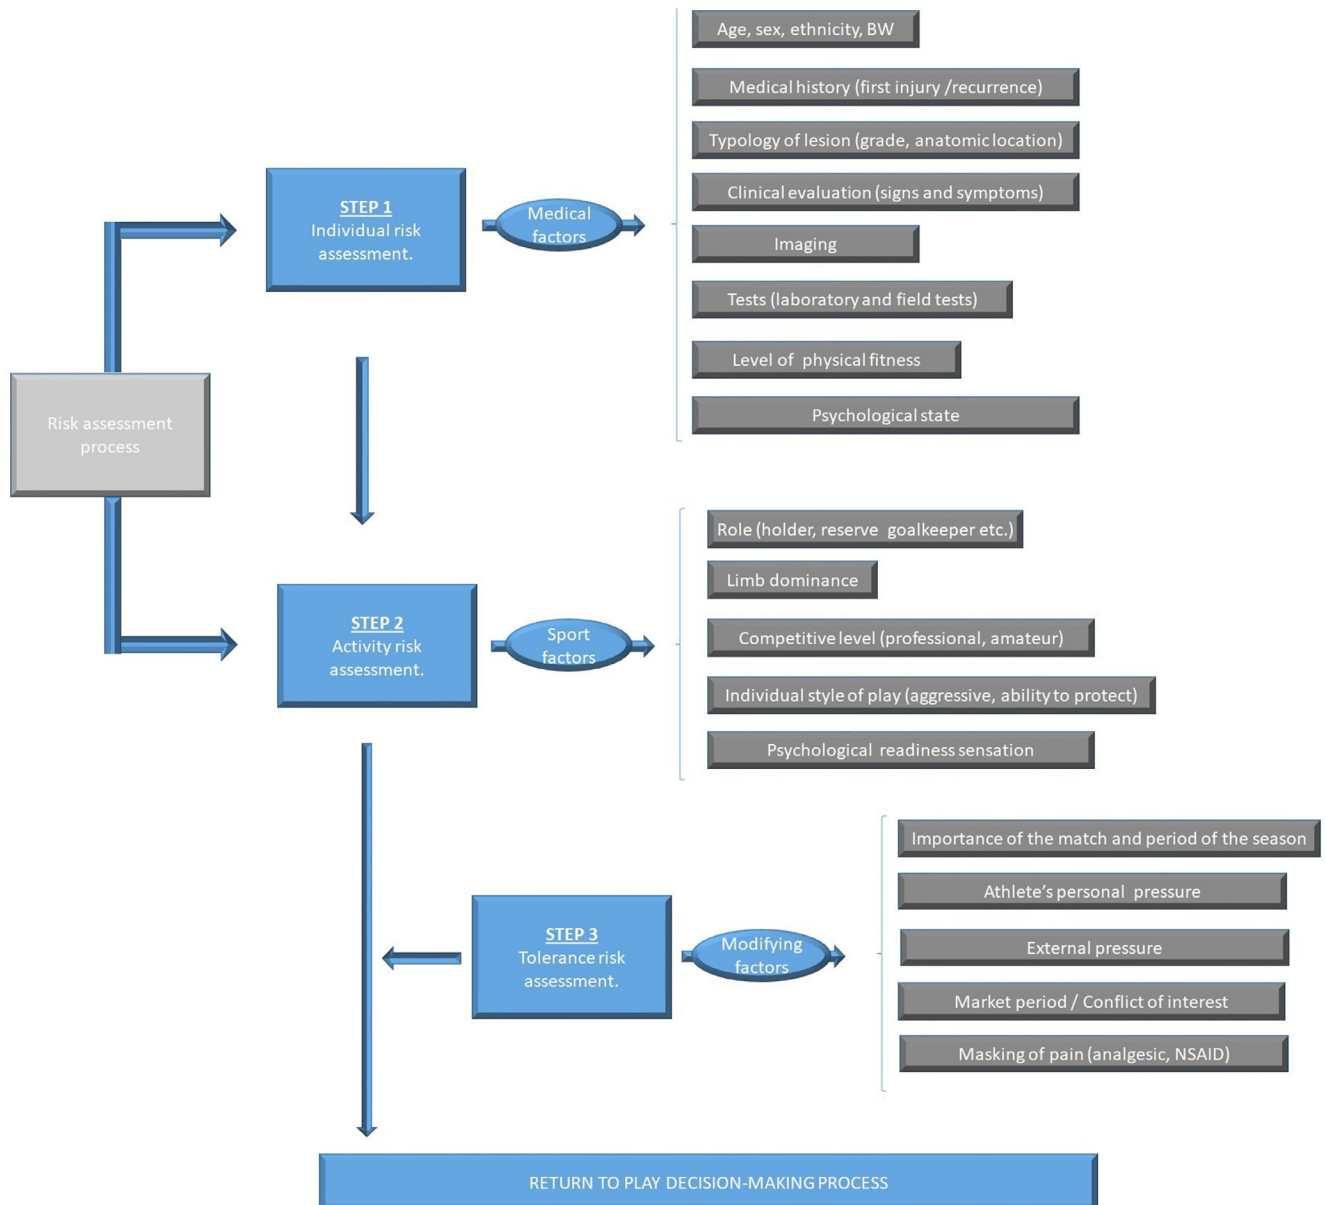 Age, sex, ethnicity, BW
Medical history (first injury /recurrence)
Typology of lesion (grade, anatomic location)
Clinical evaluation (signs and symptoms)
Imaging
Tests (laboratory and field tests)
Level of physical fitness
Psychological state
STEP 1
Individual risk
assessment.
Medical
factors
Risk assessment
process
STEP 2
Activity risk
assessment.
Sport
factors
Role (holder, reserve goalkeeper etc.)
Limb dominance
Competitive level (professional, amateur)
Individual style of play (aggressive, ability to protect)
Psychological readiness sensation
STEP 3
Tolerance risk
assessment.
Modifying
factors
Importance of the match and period of the season
Athlete’s personal pressure
External pressure
Market period / Conflict of interest
Masking of pain (analgesic, NSAID)
RETURN TO PLAY DECISION-MAKING PROCESS